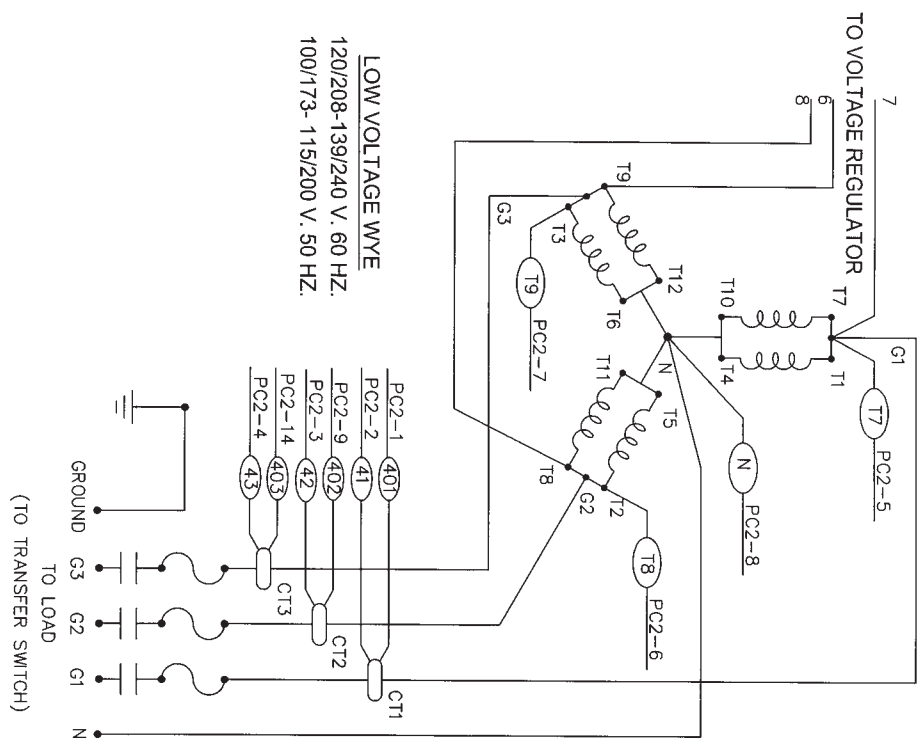 TO VOLTAGE REGULATOR
7
6
8
LOW VOLTAGE WYE
120/208-139/240 V. 60 HZ.
100/173- 115/200 V. 50 HZ.
T7
G1
T1
T10
T4
T7
PC2-5
T9
T12
G3
T3
T6
T9
PC2-7
N
N
PC2-8
T11
T5
T8
G2
T2
T8
PC2-6
PC2-1
401
PC2-2
41
CT1
PC2-9
402
PC2-3
42
CT2
PC2-14
403
PC2-4
43
CT3
GROUND
G3
G2
G1
N
TO LOAD
(TO TRANSFER SWITCH)